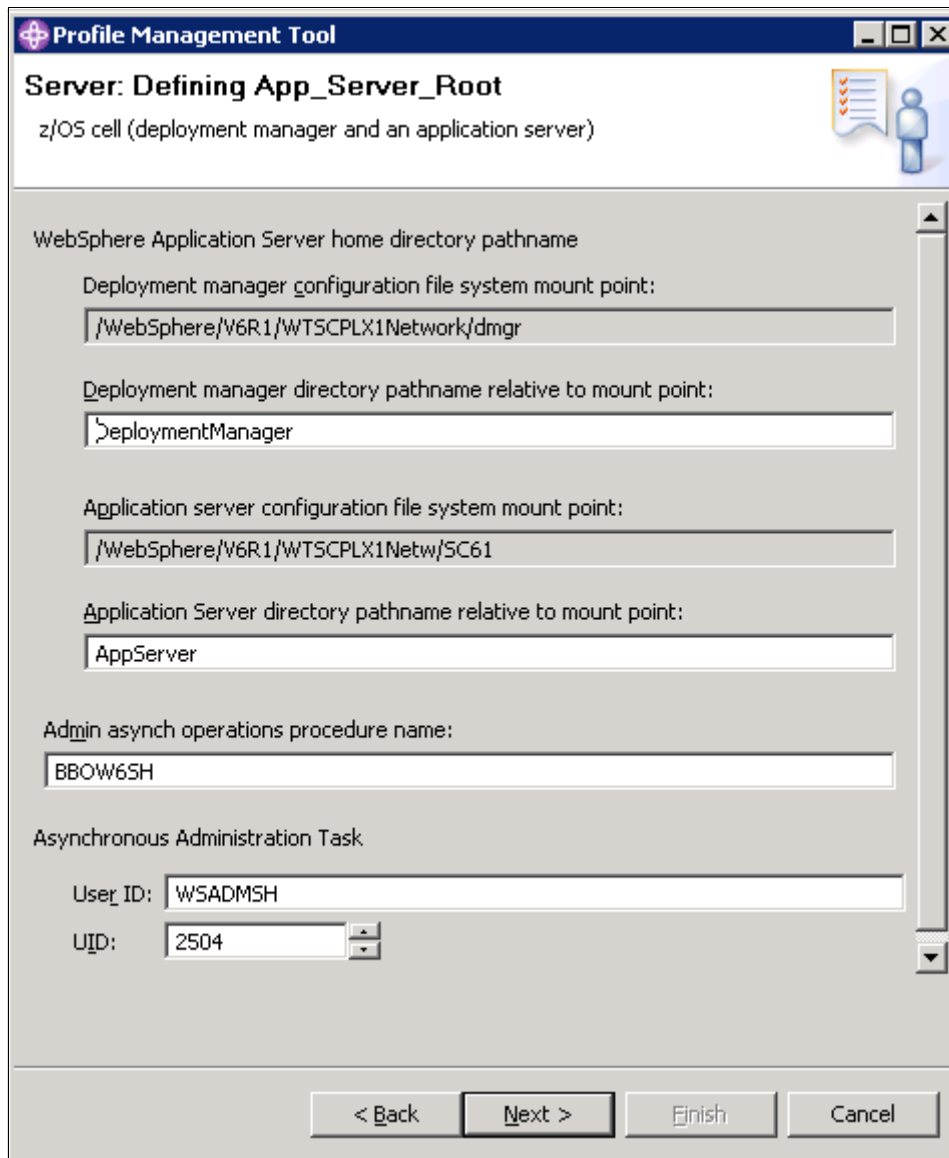 Profile Management Tool
Server: Defining App_Server_Root
z/OS cell (deployment manager and an application server)
WebSphere Application Server home directory pathname
Deployment manager configuration file system mount point:
/WebSphere/V6R1/WTSCPLX1Network/dmgr
Deployment manager directory pathname relative to mount point:
DeploymentManager
Application server configuration file system mount point:
/WebSphere/V6R1/WTSCPLX1Netw/SC61
Application Server directory pathname relative to mount point:
AppServer
Admin asynch operations procedure name:
BBOW6SH
Asynchronous Administration Task
User ID: WSADMSH
UID: 2504
< Back Next > Finish Cancel